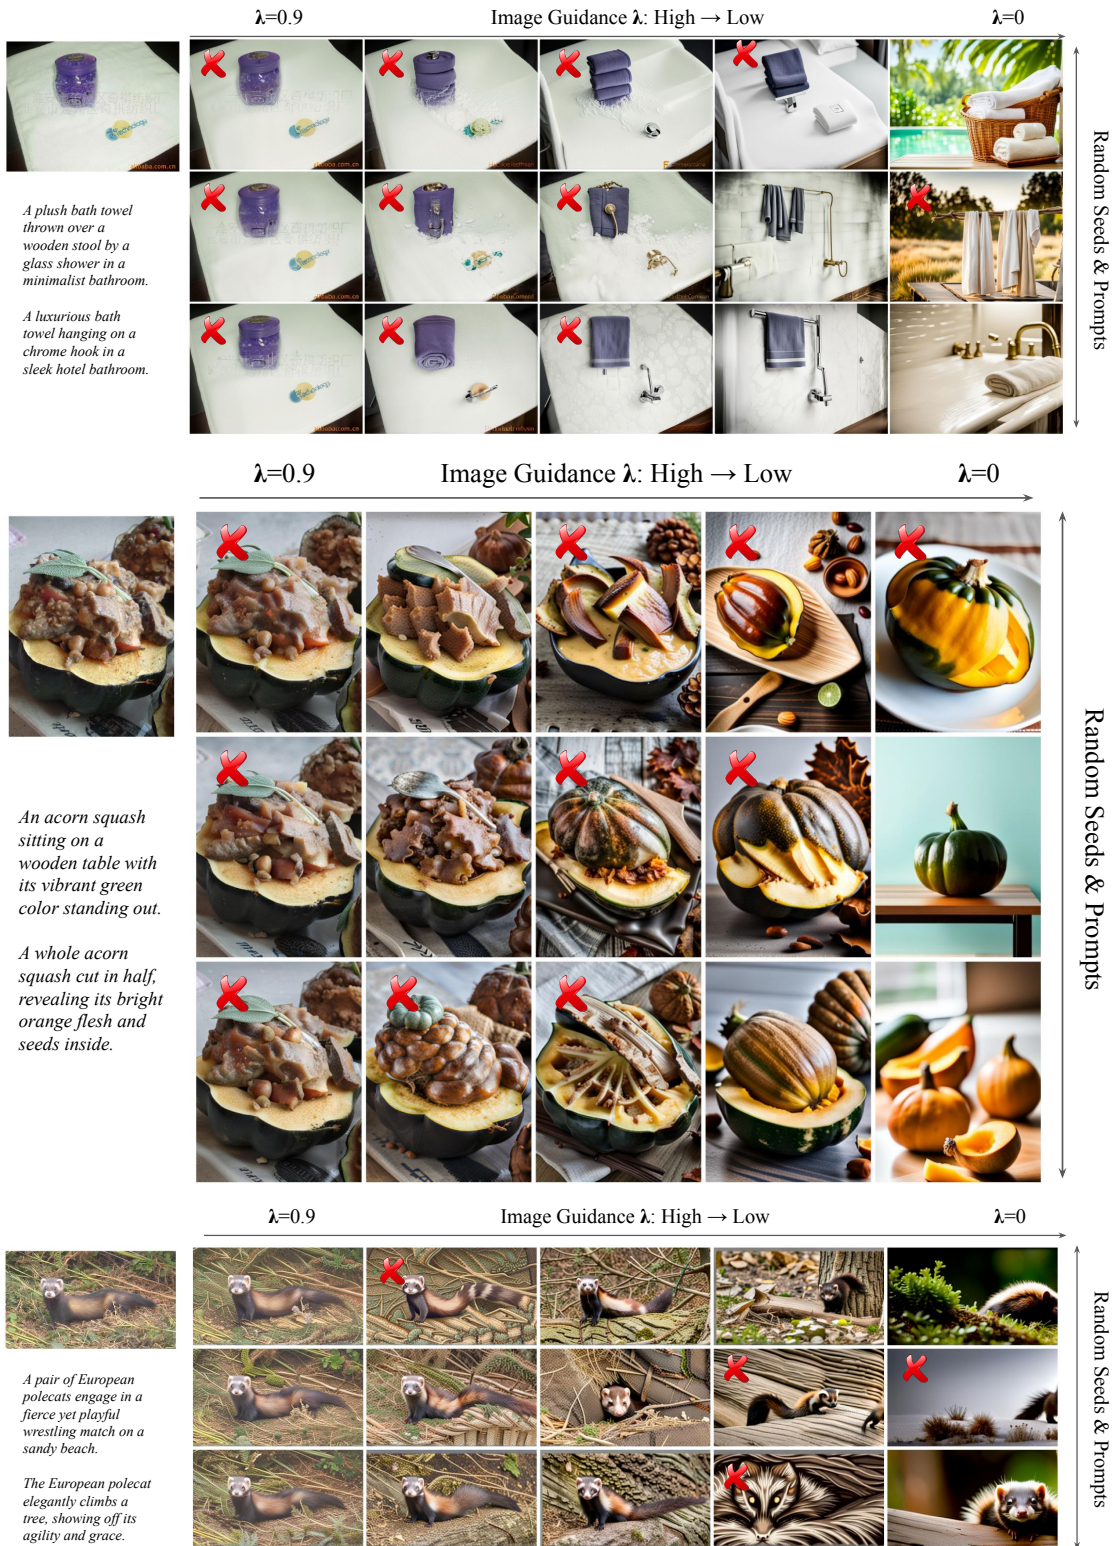 λ=0.9 Image Guidance λ: High → Low λ=0
A plush bath towel
thrown over a
wooden stool by a
glass shower in a
minimalist bathroom.
A luxurious bath
towel hanging on a
chrome hook in a
sleek hotel bathroom.
Random Seeds & Prompts
λ=0.9 Image Guidance λ: High → Low λ=0
An acorn squash
sitting on a
wooden table with
its vibrant green
color standing out.
A whole acorn
squash cut in half,
revealing its bright
orange flesh and
seeds inside.
Random Seeds & Prompts
λ=0.9 Image Guidance λ: High → Low λ=0
A pair of European
polecats engage in a
fierce yet playful
wrestling match on a
sandy beach.
The European polecat
elegantly climbs a
tree, showing off its
agility and grace.
Random Seeds & Prompts